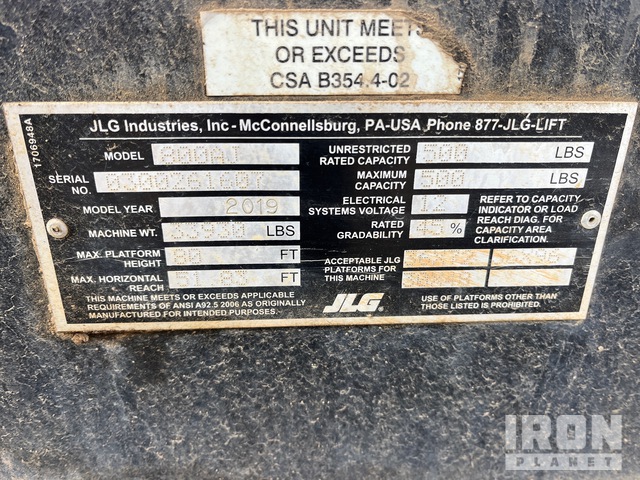 THIS UNIT MEETS
OR EXCEEDS
CSA B354.4-02
1706948A
JLG Industries, Inc - McConnellsburg, PA-USA Phone 877-JLG-LIFT
MODEL 600AJ
SERIAL NO.
MODEL YEAR 2019
MACHINE WT. LBS
MAX. PLATFORM HEIGHT 60 FT
MAX. HORIZONTAL REACH FT
THIS MACHINE MEETS OR EXCEEDS APPLICABLE
REQUIREMENTS OF ANSI A92.5 2006 AS ORIGINALLY
MANUFACTURED FOR INTENDED PURPOSES.
UNRESTRICTED RATED CAPACITY 500 LBS
MAXIMUM CAPACITY 500 LBS
ELECTRICAL SYSTEMS VOLTAGE 12
RATED GRADABILITY 45 %
REFER TO CAPACITY
INDICATOR OR LOAD
REACH DIAG. FOR
CAPACITY AREA
CLARIFICATION.
ACCEPTABLE JLG
PLATFORMS FOR
THIS MACHINE
JLG
USE OF PLATFORMS OTHER THAN
THOSE LISTED IS PROHIBITED.
IRON
PLANET